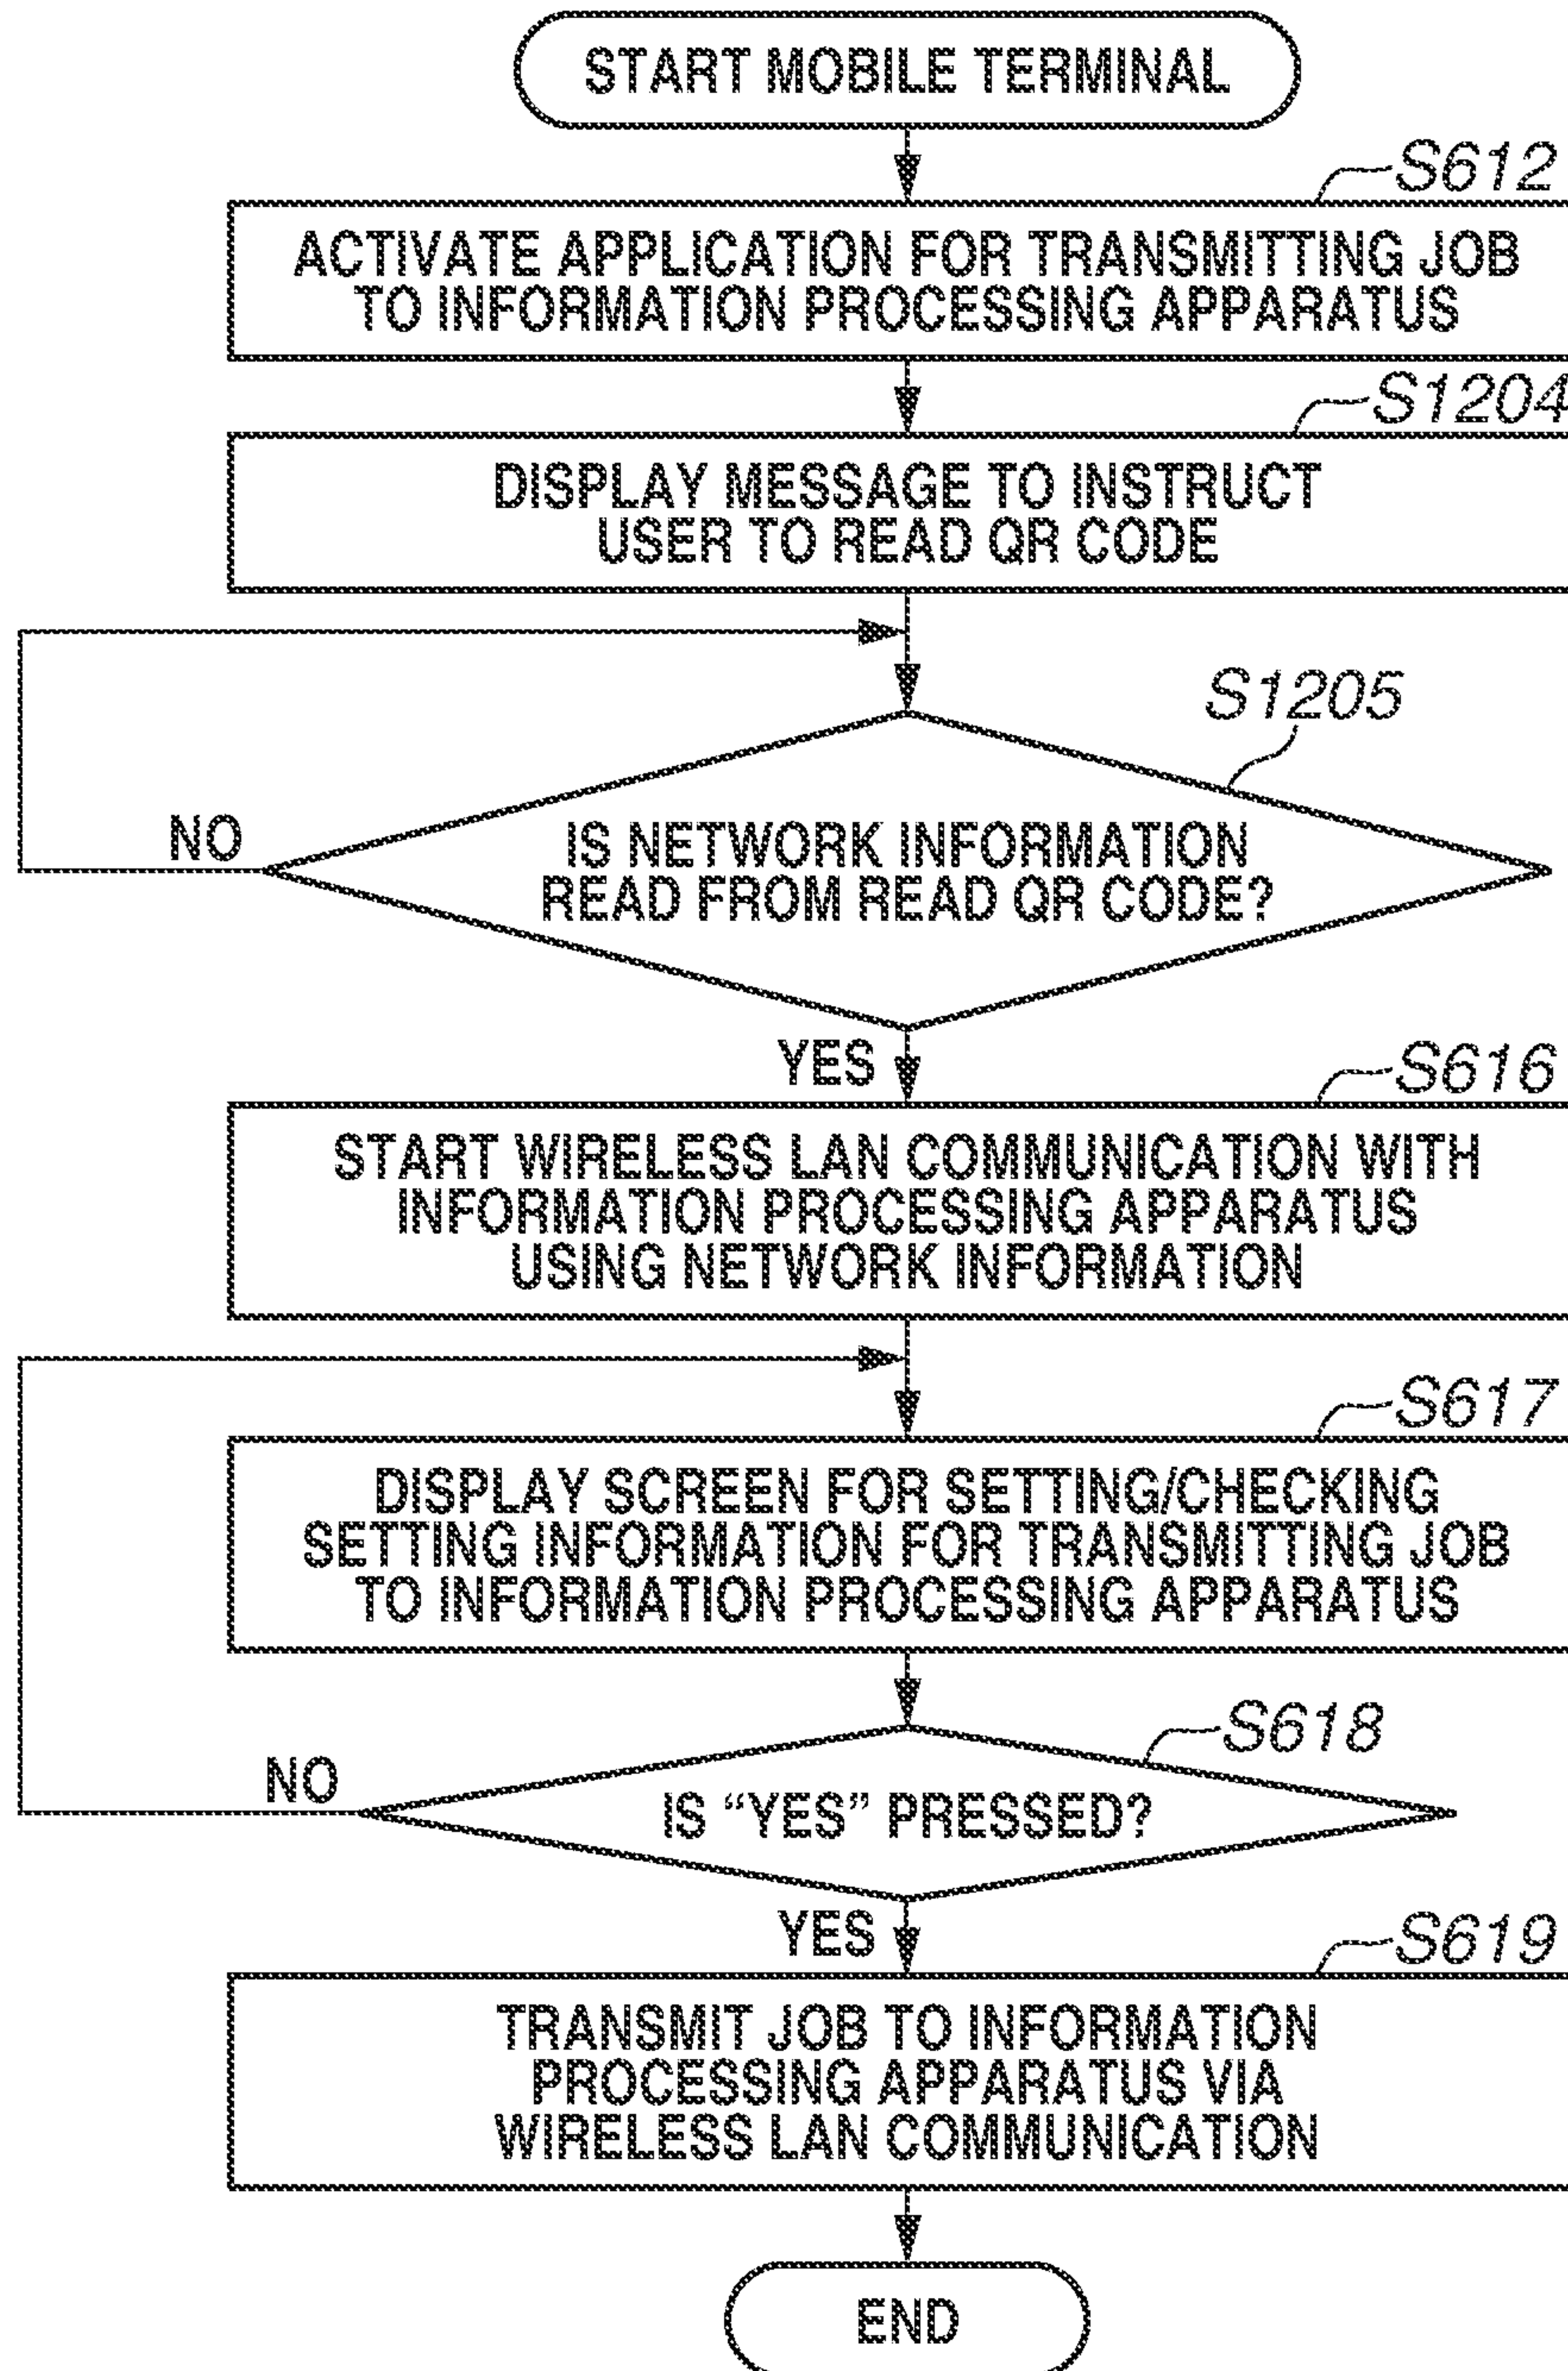 START MOBILE TERMINAL
S612
ACTIVATE APPLICATION FOR TRANSMITTING JOB
TO INFORMATION PROCESSING APPARATUS
S1204
DISPLAY MESSAGE TO INSTRUCT
USER TO READ QR CODE
S1205
NO
IS NETWORK INFORMATION
READ FROM READ QR CODE?
YES
S616
START WIRELESS LAN COMMUNICATION WITH
INFORMATION PROCESSING APPARATUS
USING NETWORK INFORMATION
S617
DISPLAY SCREEN FOR SETTING/CHECKING
SETTING INFORMATION FOR TRANSMITTING JOB
TO INFORMATION PROCESSING APPARATUS
S618
NO
IS “YES” PRESSED?
YES
S619
TRANSMIT JOB TO INFORMATION
PROCESSING APPARATUS VIA
WIRELESS LAN COMMUNICATION
END